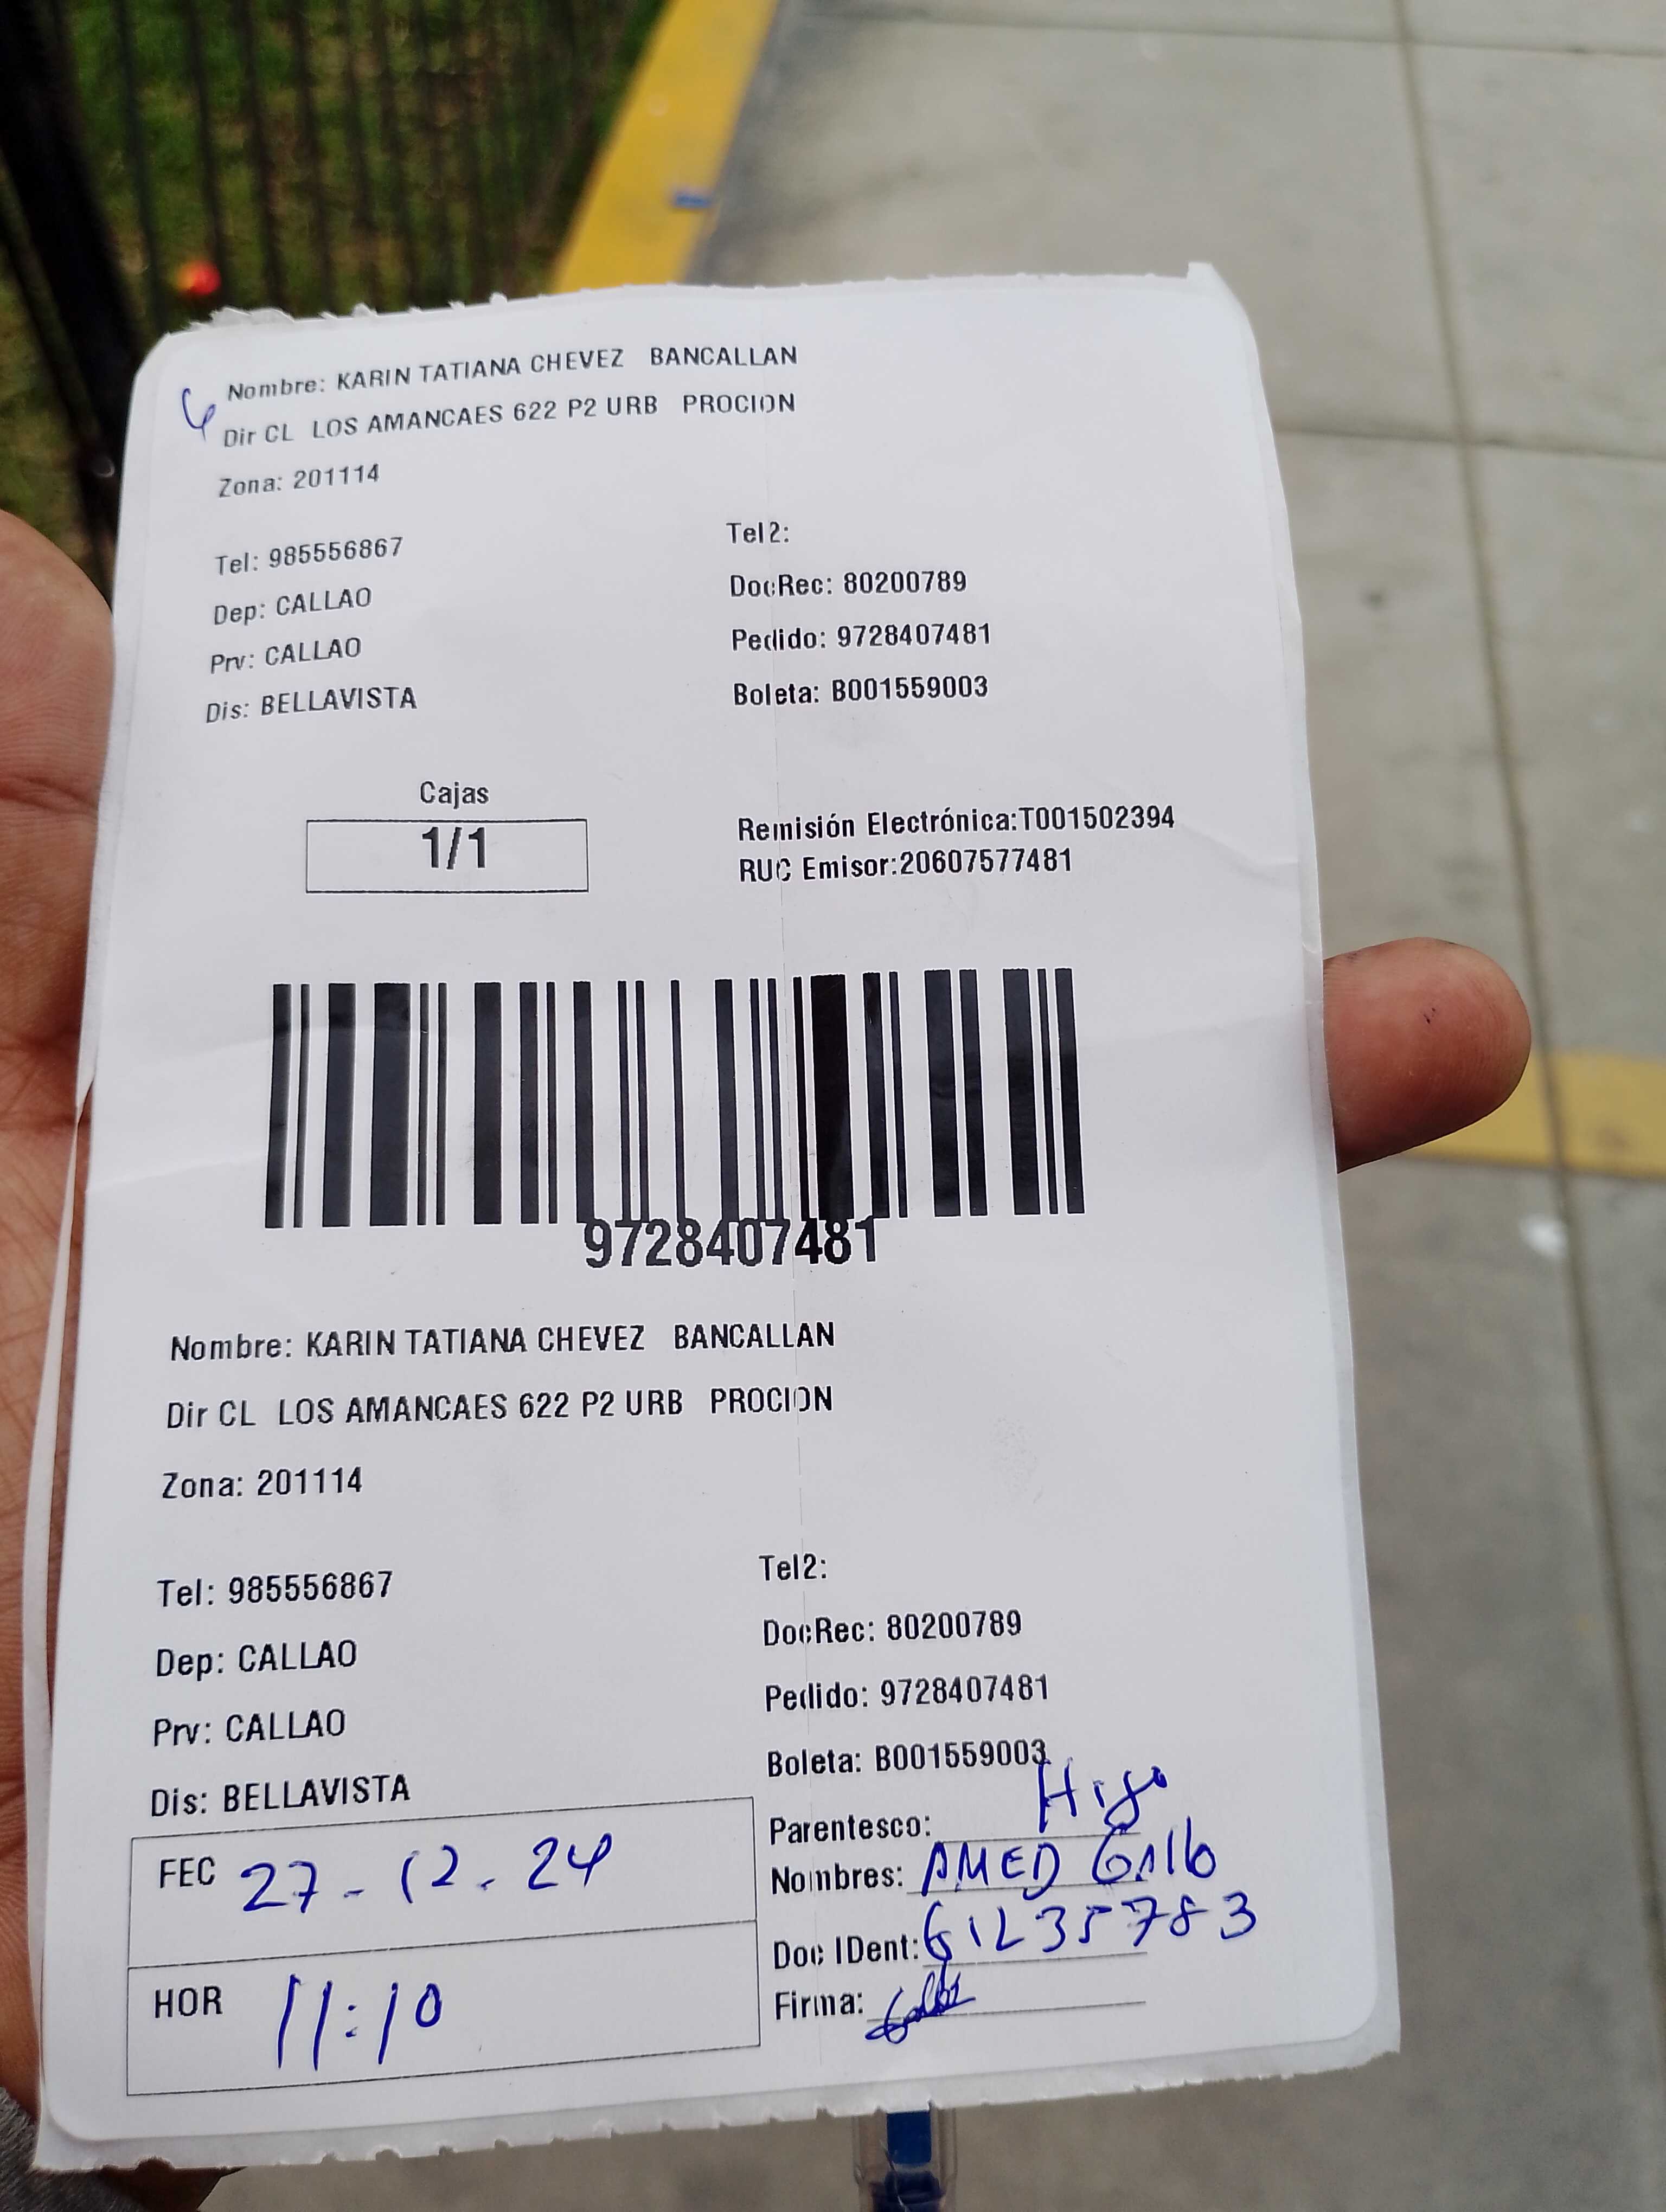 Nombre: KARIN TATIANA CHEVEZ BANCALLAN
Dir CL LOS AMANCAES 622 P2 URB PROCION
Zona: 201114
Tel: 985556867
Tel2:
Dep: CALLAO
DocRec: 80200789
Prv: CALLAO
Pedido: 9728407481
Dis: BELLAVISTA
Boleta: B001559003
Cajas
1/1
Remisión Electrónica:T001502394
RUC Emisor:20607577481
9728407481
Nombre: KARIN TATIANA CHEVEZ BANCALLAN
Dir CL LOS AMANCAES 622 P2 URB PROCION
Zona: 201114
Tel: 985556867
Tel2:
Dep: CALLAO
DocRec: 80200789
Prv: CALLAO
Pedido: 9728407481
Dis: BELLAVISTA
Boleta: B001559003
FEC 27-12-24
HOR 11:10
Parentesco: Hijo
Nombres: AMED Gallo
Doc IDent: 61235783
Firma: